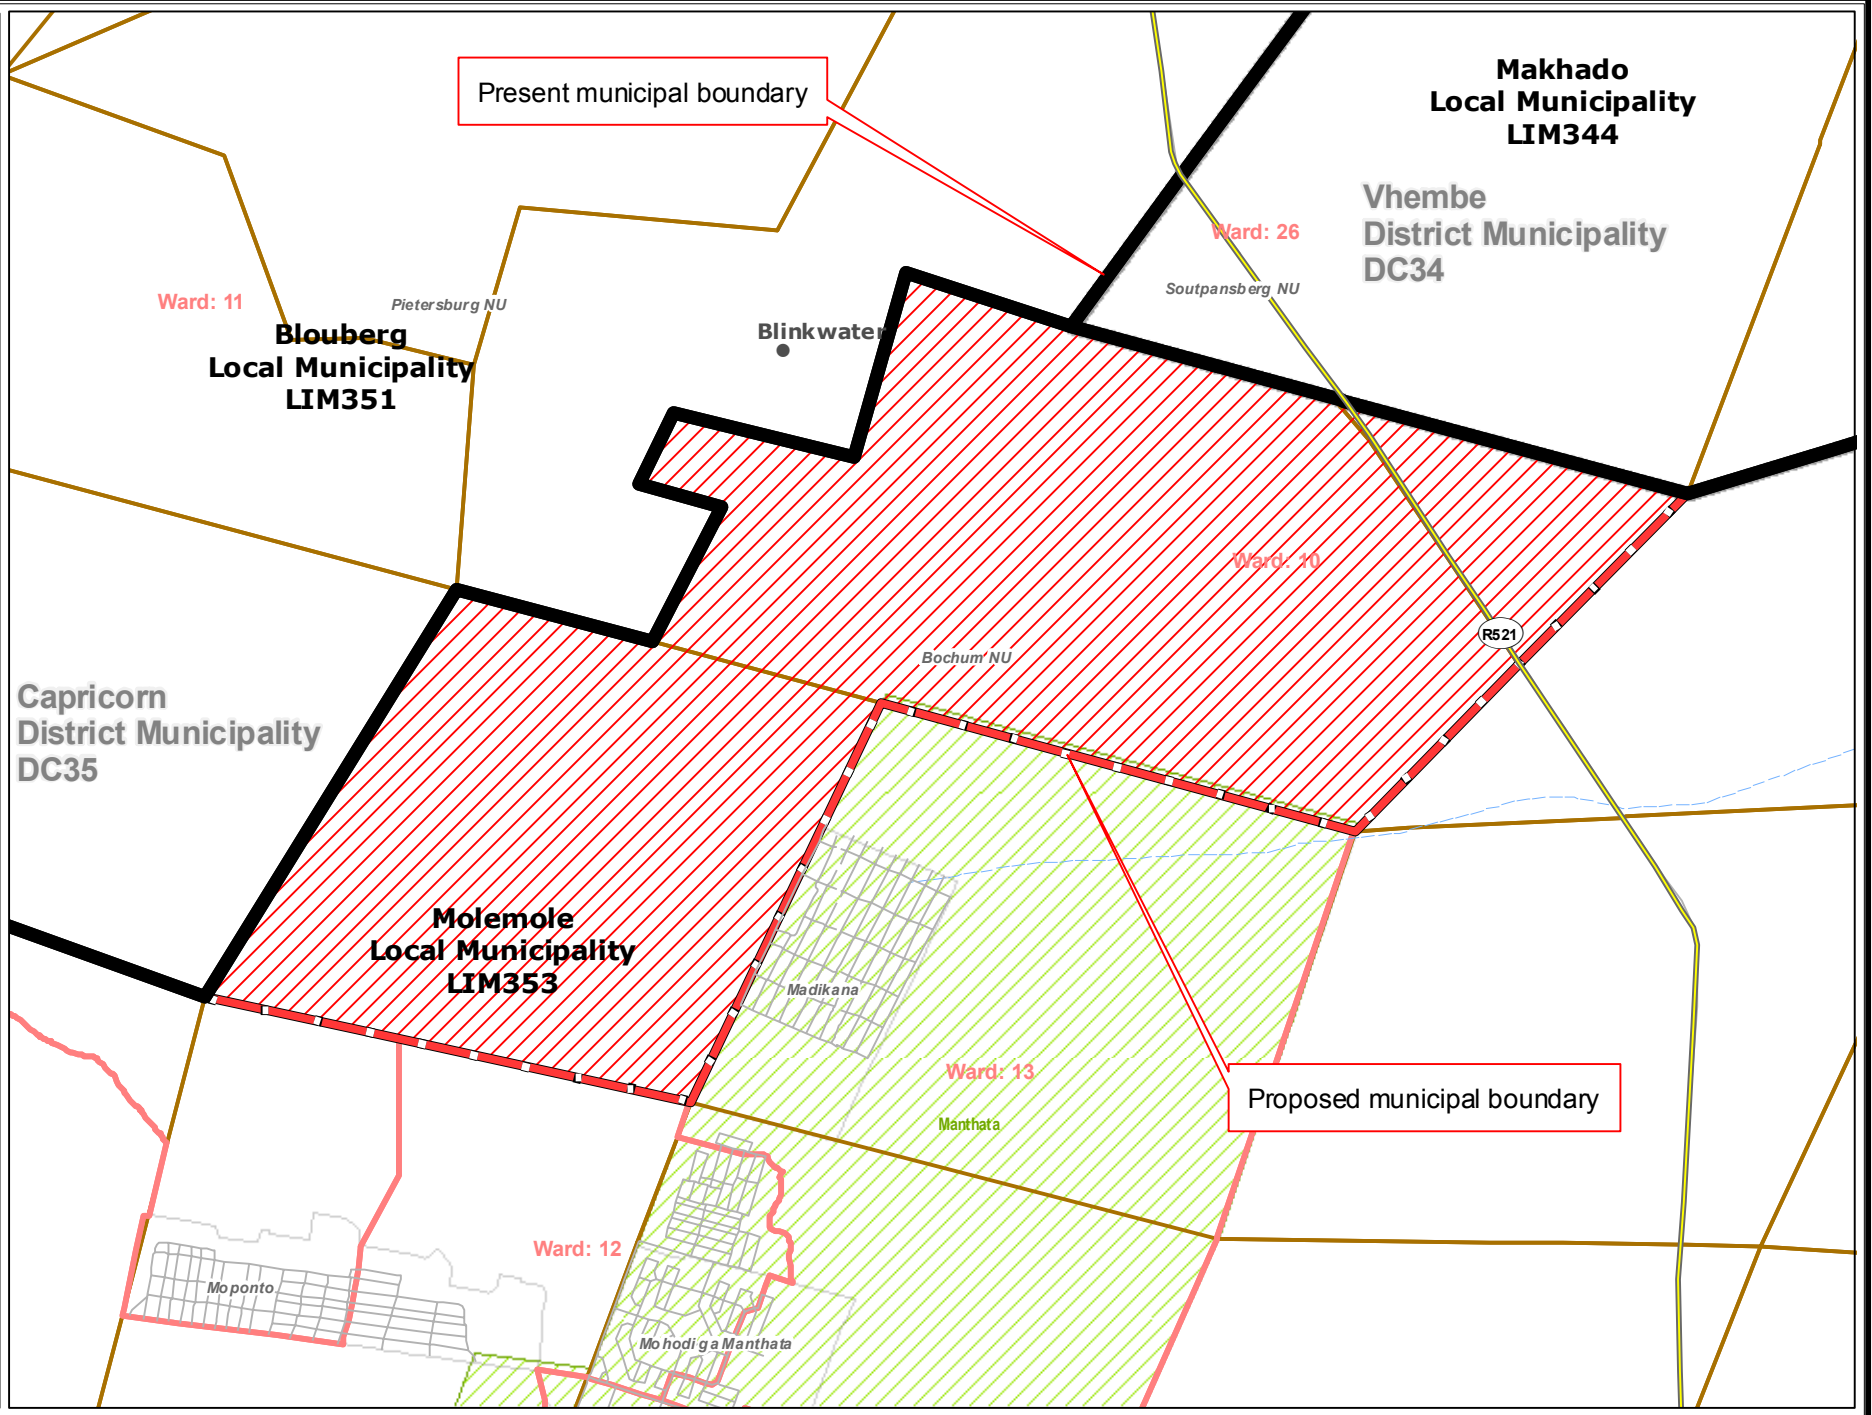 Present municipal boundary
Makhado
Local Municipality
LIM344
Vhembe
District Municipality
DC34
Ward: 26
Soutpansberg NU
Ward: 11
Pietersburg NU
Blinkwater
Blouberg
Local Municipality
LIM351
Ward: 10
R521
Bochum NU
Capricorn
District Municipality
DC35
Molemole
Local Municipality
LIM353
Madikana
Ward: 13
Proposed municipal boundary
Manthata
Ward: 12
Moponto
Mohodi ga Manthata